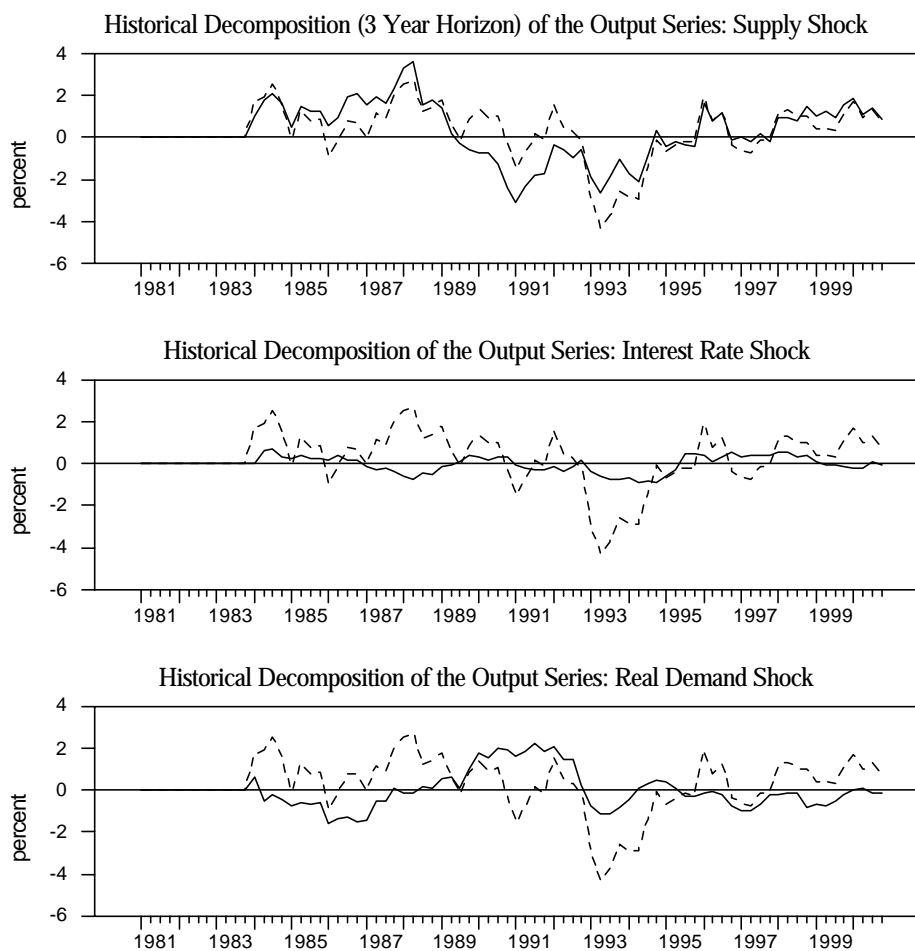 Historical Decomposition (3 Year Horizon) of the Output Series: Supply Shock
4
2
0
-2
-4
-6
percent
1981 1983 1985 1987 1989 1991 1993 1995 1997 1999
Historical Decomposition of the Output Series: Interest Rate Shock
4
2
0
-2
-4
-6
percent
1981 1983 1985 1987 1989 1991 1993 1995 1997 1999
Historical Decomposition of the Output Series: Real Demand Shock
4
2
0
-2
-4
-6
percent
1981 1983 1985 1987 1989 1991 1993 1995 1997 1999